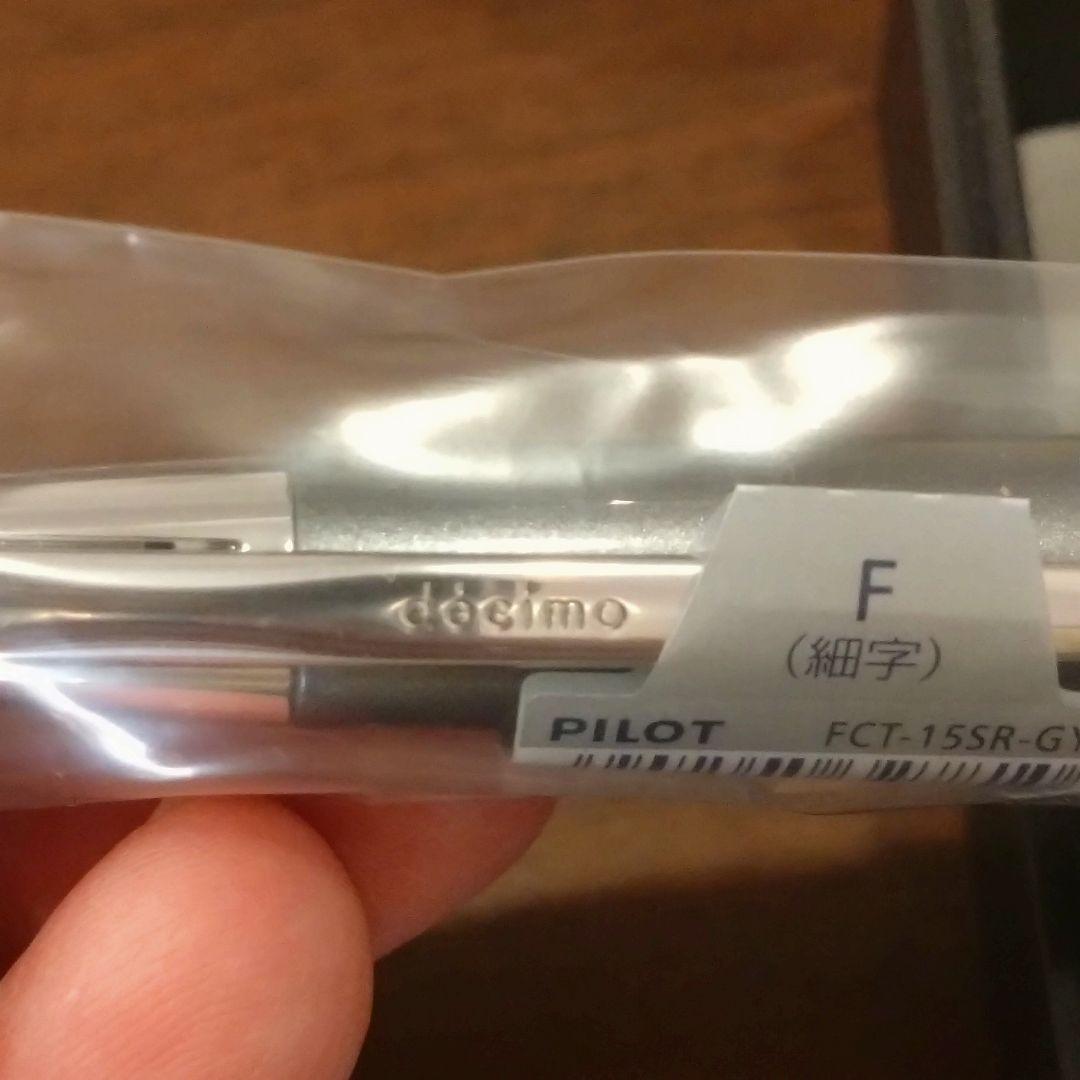 décimo
F
(細字)
PILOT FCT-15SR-GY